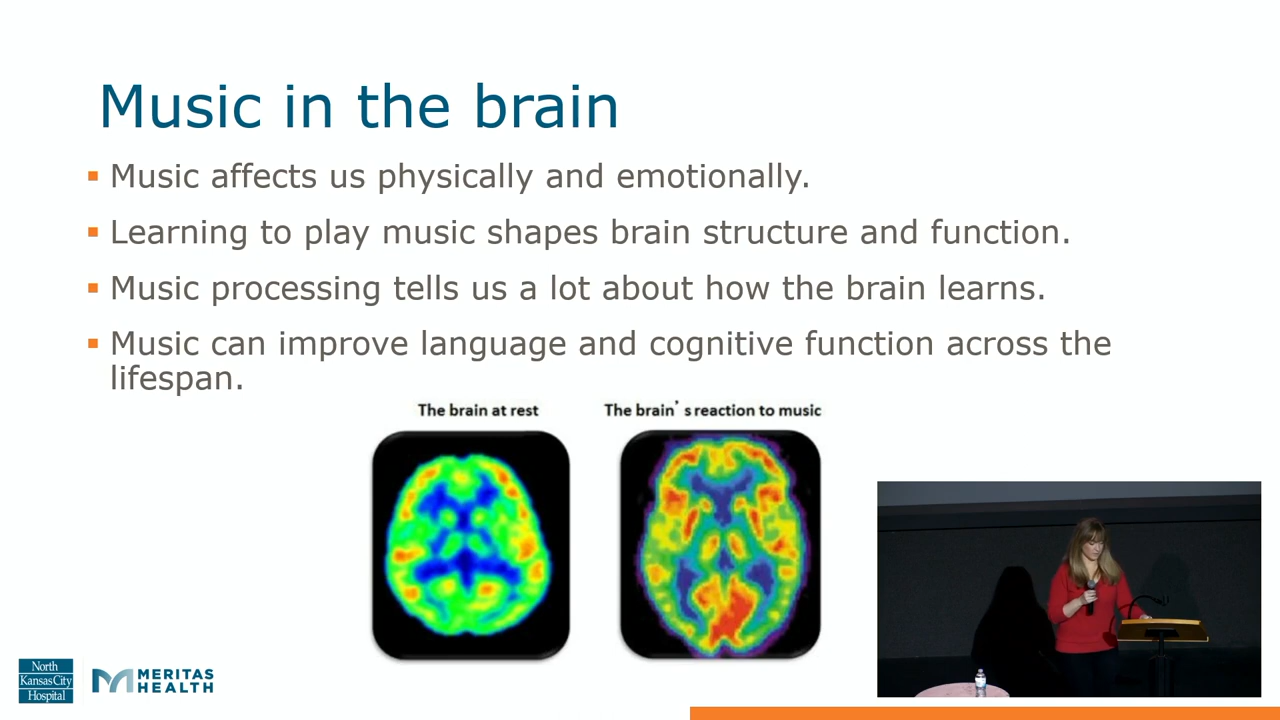 Music in the brain
Music affects us physically and emotionally.
Learning to play music shapes brain structure and function.
Music processing tells us a lot about how the brain learns.
Music can improve language and cognitive function across the
lifespan.
The brain at rest
The brain's reaction to music
North
KansasCity
Hospital
MERITAS
HEALTH